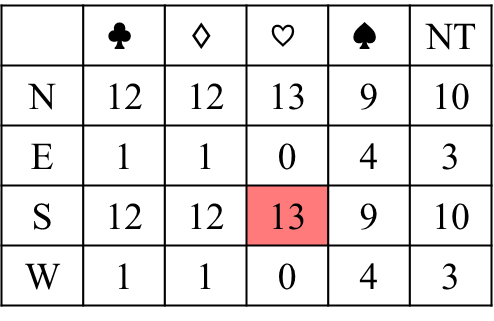 ♣ ♢ ♡ ♠ NT
N 12 12 13 9 10
E 1 1 0 4 3
S 12 12 13 9 10
W 1 1 0 4 3